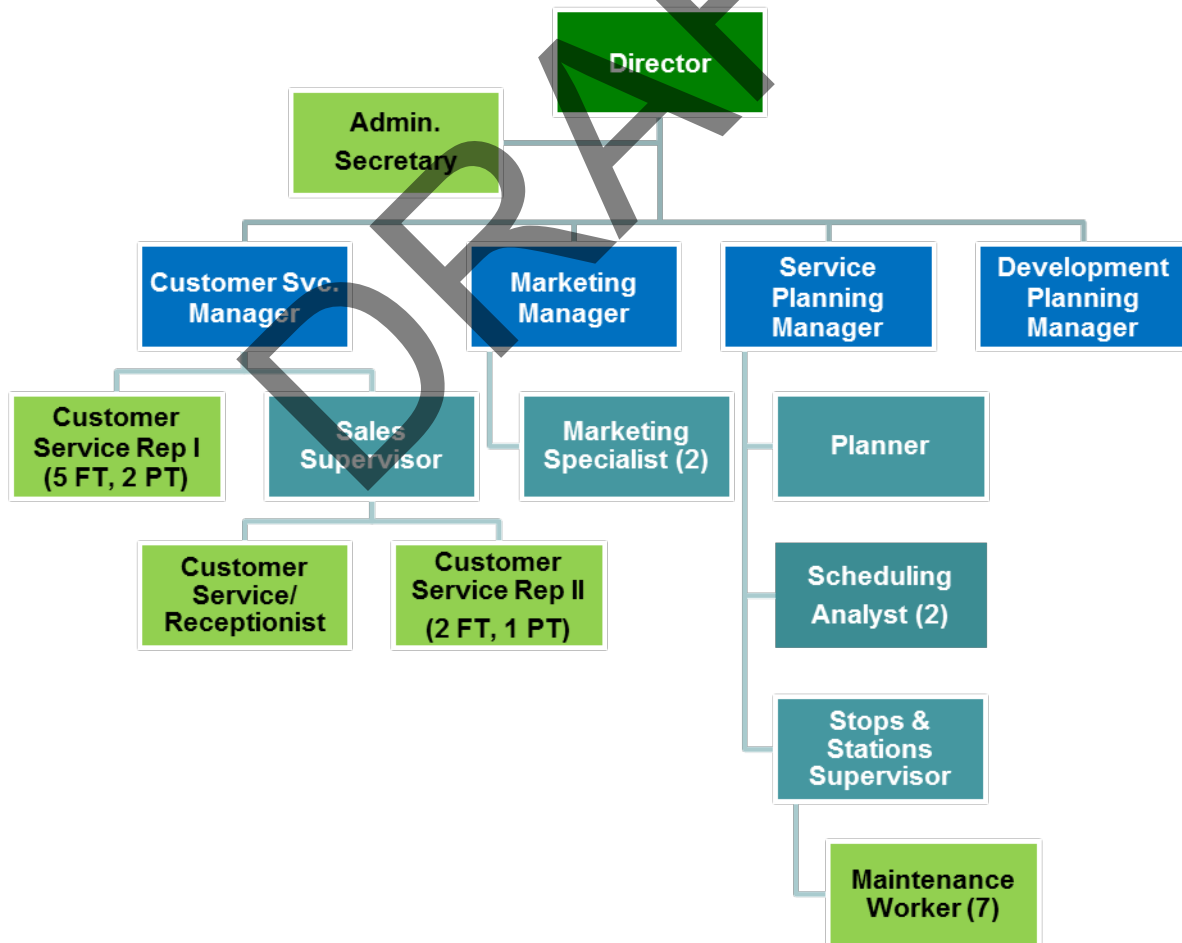 Director
Admin.
Secretary
Customer Svc.
Manager
Marketing
Manager
Service
Planning
Manager
Development
Planning
Manager
Customer
Service Rep I
(5 FT, 2 PT)
Sales
Supervisor
Marketing
Specialist (2)
Planner
Customer
Service/
Receptionist
Customer
Service Rep II
(2 FT, 1 PT)
Scheduling
Analyst (2)
Stops &
Stations
Supervisor
Maintenance
Worker (7)
DRA